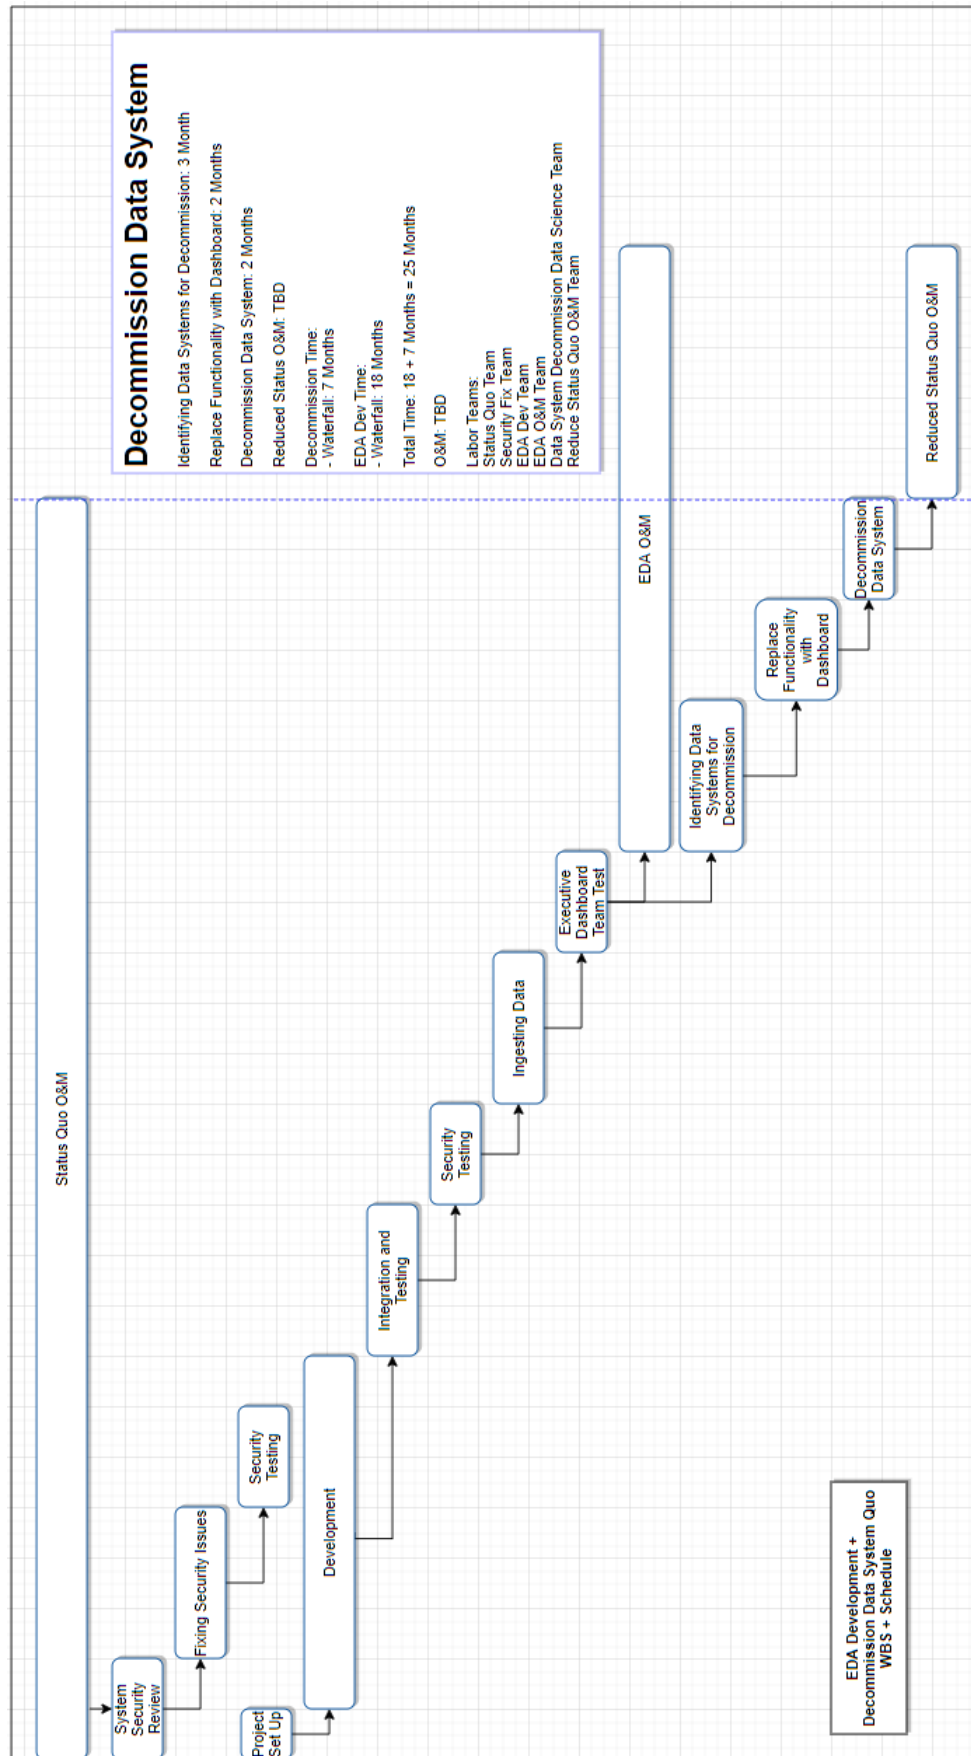 Status Quo O&M
System
Security
Review
Fixing Security Issues
Security
Testing
Project
Set Up
Development
Integration and
Testing
Security
Testing
Ingesting Data
Executive
Dashboard
Team Test
EDA O&M
Identifying Data
Systems for
Decommission
Replace
Functionality
with
Dashboard
Decommission
Data System
Reduced Status Quo O&M
Decommission Data System
Identifying Data Systems for Decommission: 3 Month
Replace Functionality with Dashboard: 2 Months
Decommission Data System: 2 Months
Reduced Status O&M: TBD
Decommission Time:
- Waterfall: 7 Months
EDA Dev Time:
- Waterfall: 18 Months
Total Time: 18 + 7 Months = 25 Months
O&M: TBD
Labor Teams:
Status Quo Team
Security Fix Team
EDA Dev Team
EDA O&M Team
Data System Decommission Data Science Team
Reduce Status Quo O&M Team
EDA Development +
Decommission Data System Quo
WBS + Schedule